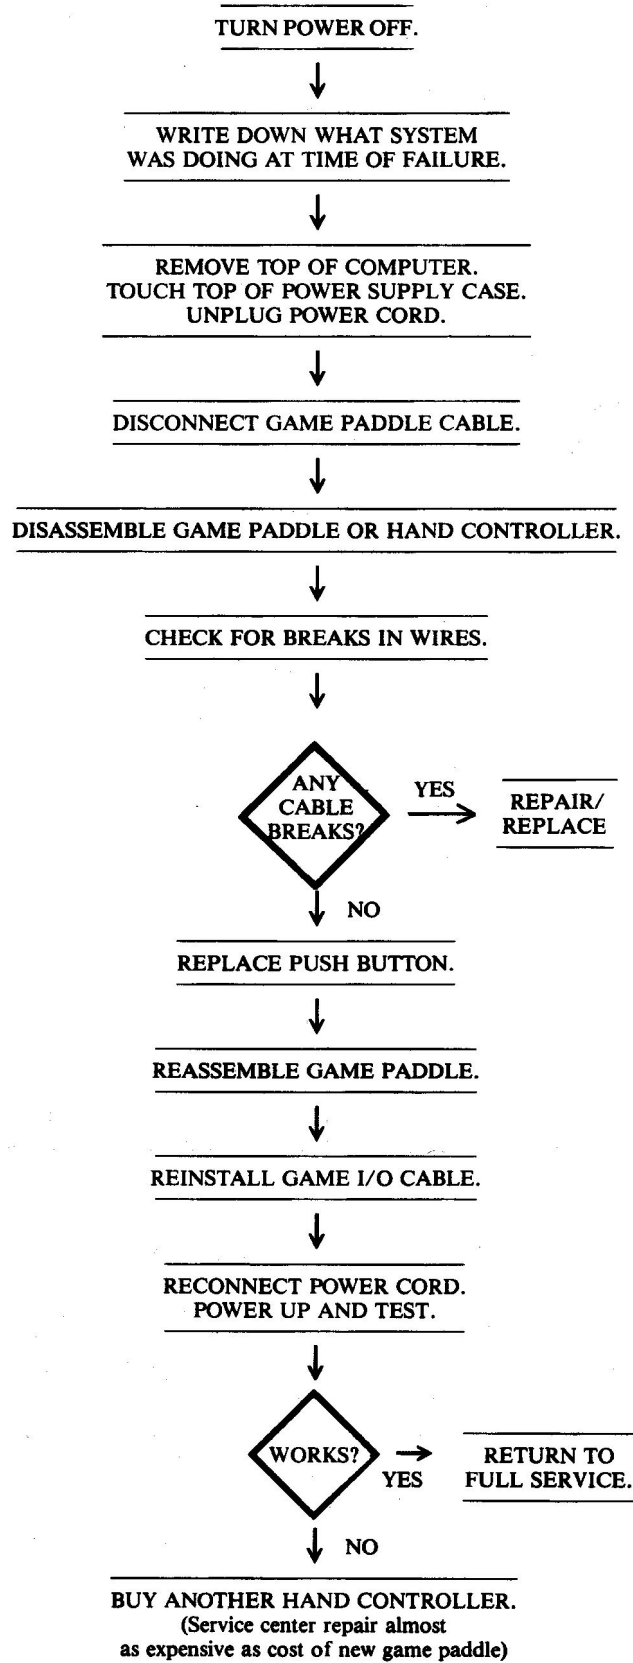 TURN POWER OFF.
WRITE DOWN WHAT SYSTEM
WAS DOING AT TIME OF FAILURE.
REMOVE TOP OF COMPUTER.
TOUCH TOP OF POWER SUPPLY CASE.
UNPLUG POWER CORD.
DISCONNECT GAME PADDLE CABLE.
DISASSEMBLE GAME PADDLE OR HAND CONTROLLER.
CHECK FOR BREAKS IN WIRES.
ANY
CABLE
BREAKS?
YES
REPAIR/
REPLACE
NO
REPLACE PUSH BUTTON.
REASSEMBLE GAME PADDLE.
REINSTALL GAME I/O CABLE.
RECONNECT POWER CORD.
POWER UP AND TEST.
WORKS?
YES
RETURN TO
FULL SERVICE.
NO
BUY ANOTHER HAND CONTROLLER.
(Service center repair almost
as expensive as cost of new game paddle)